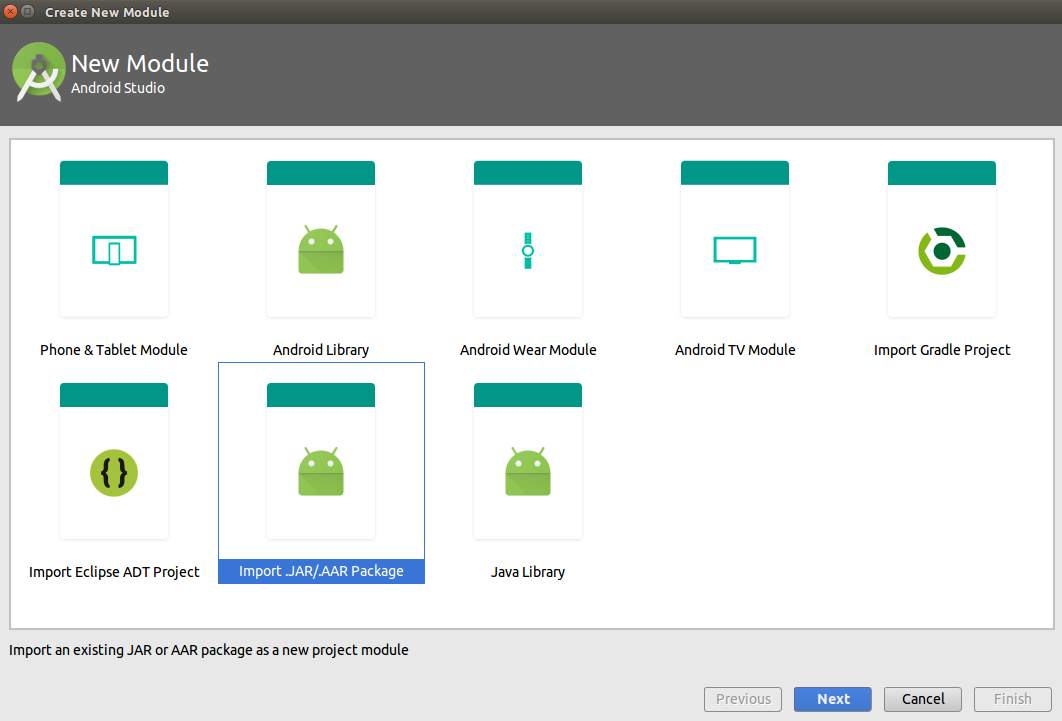 Create New Module
New Module
Android Studio
Phone & Tablet Module
Android Library
Android Wear Module
Android TV Module
Import Gradle Project
{}
Import Eclipse ADT Project
Import .JAR/.AAR Package
Java Library
Import an existing JAR or AAR package as a new project module
Previous
Next
Cancel
Finish